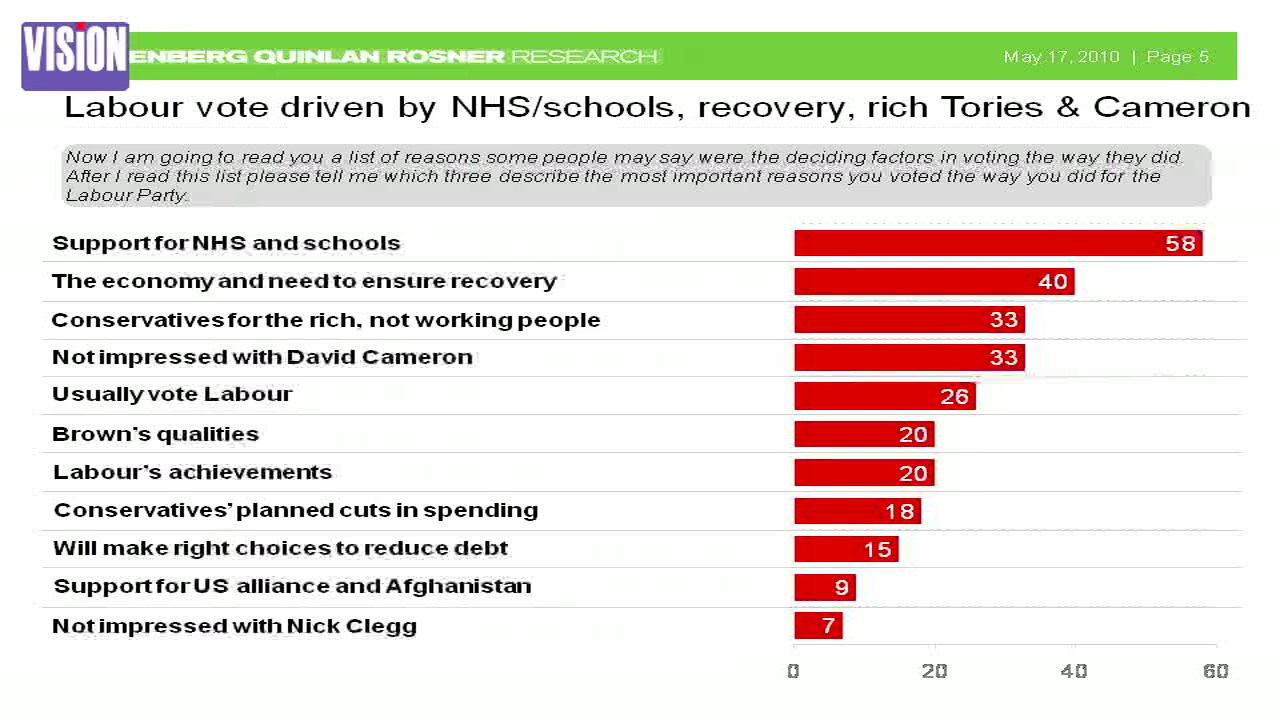 VISION
ENBERG QUINLAN ROSNER RESEARCH
May 17, 2010 | Page 5
Labour vote driven by NHS/schools, recovery, rich Tories & Cameron
Now I am going to read you a list of reasons some people may say were the deciding factors in voting the way they did.
After I read this list please tell me which three describe the most important reasons you voted the way you did for the
Labour Party.
Support for NHS and schools 58
The economy and need to ensure recovery 40
Conservatives for the rich, not working people 33
Not impressed with David Cameron 33
Usually vote Labour 26
Brown's qualities 20
Labour's achievements 20
Conservatives' planned cuts in spending 18
Will make right choices to reduce debt 15
Support for US alliance and Afghanistan 9
Not impressed with Nick Clegg 7
0 20 40 60